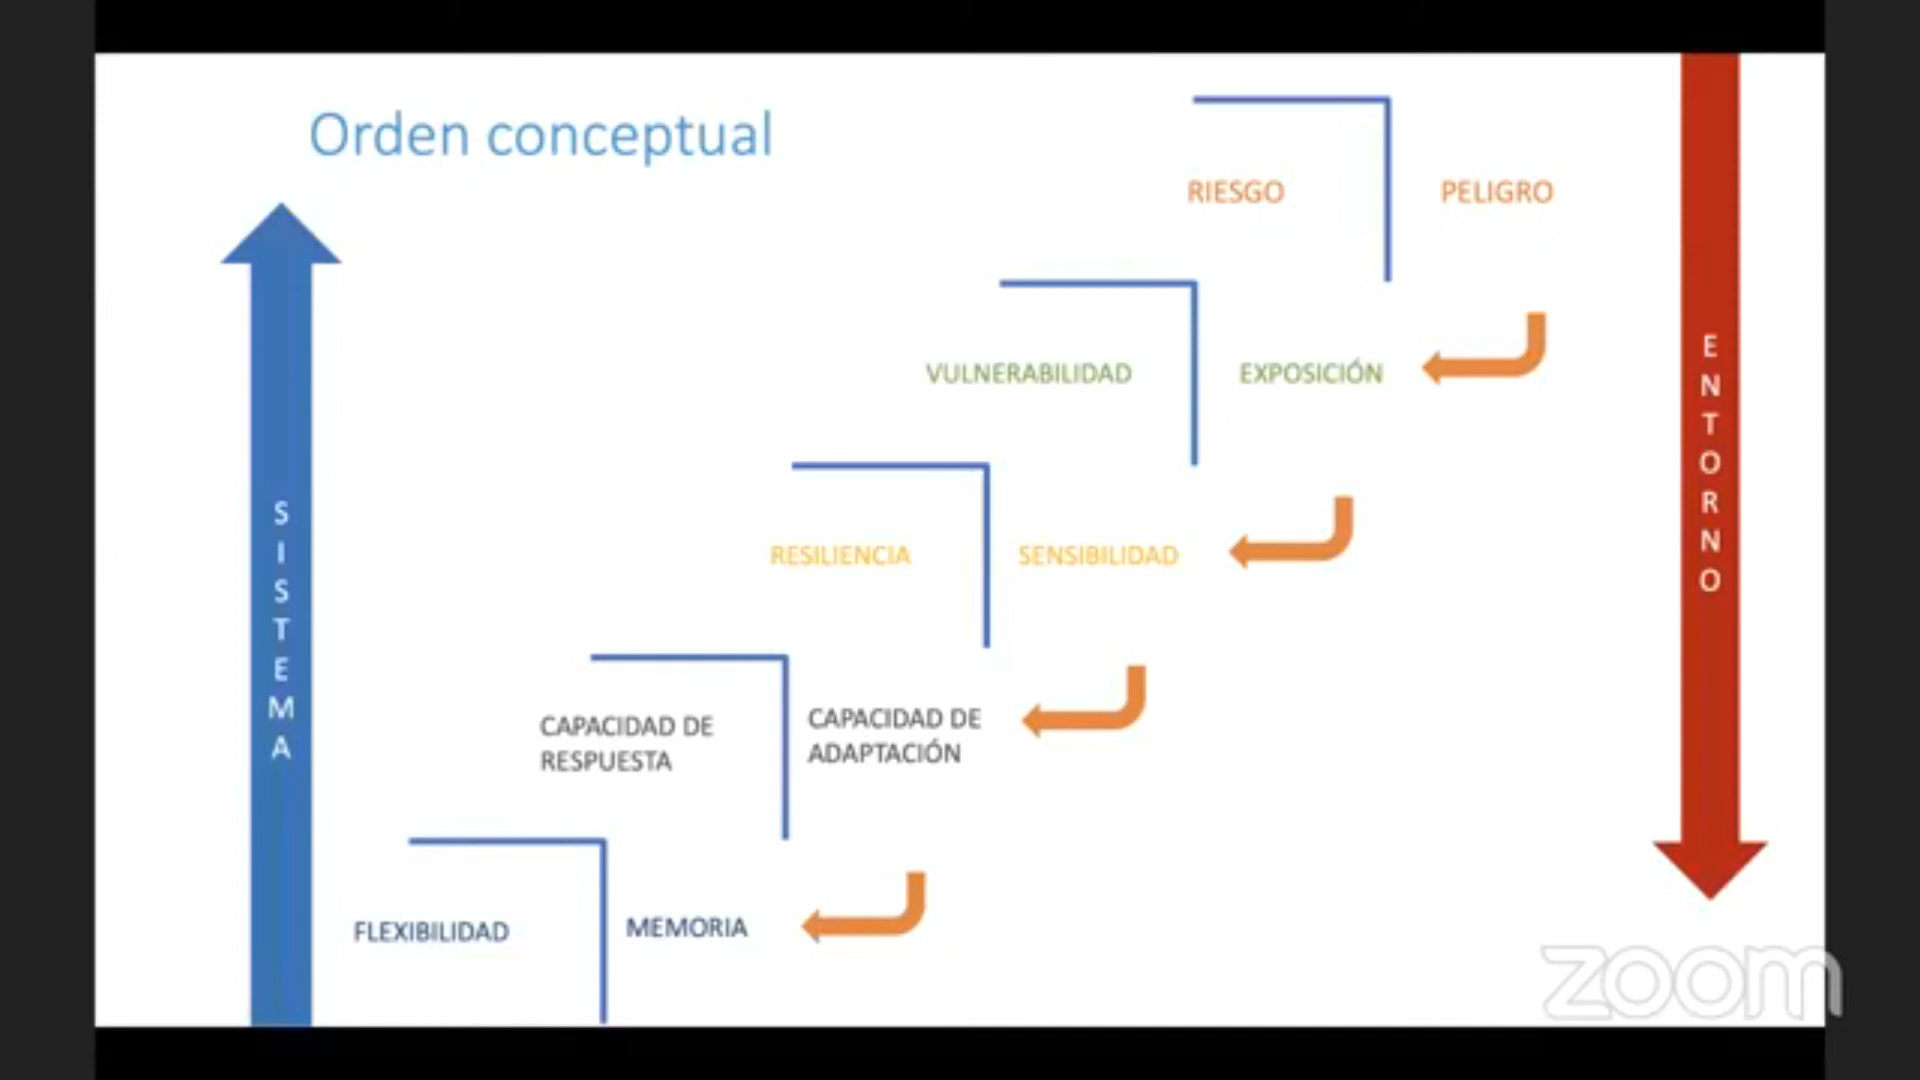 Orden conceptual
RIESGO
PELIGRO
VULNERABILIDAD
EXPOSICIÓN
RESILIENCIA
SENSIBILIDAD
CAPACIDAD DE
RESPUESTA
CAPACIDAD DE
ADAPTACIÓN
FLEXIBILIDAD
MEMORIA
SISTEMA
ENTORNO
zoom